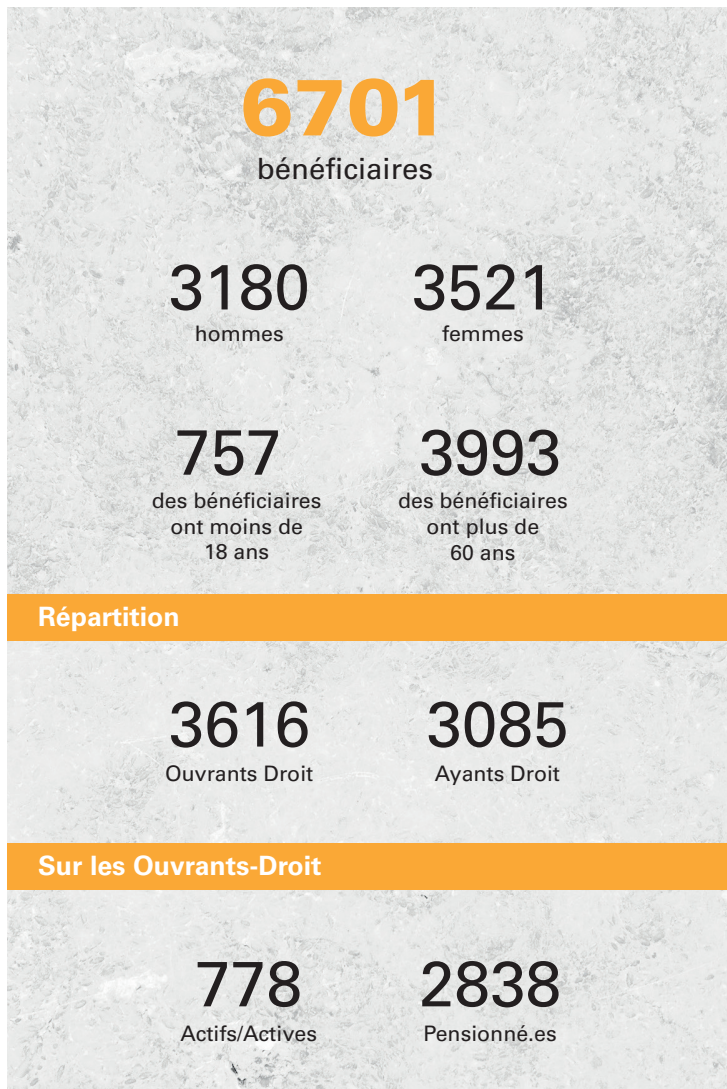 6701
bénéficiaires
3180
hommes
3521
femmes
757
des bénéficiaires
ont moins de
18 ans
3993
des bénéficiaires
ont plus de
60 ans
Répartition
3616
Ouvrants Droit
3085
Ayants Droit
Sur les Ouvrants-Droit
778
Actifs/Actives
2838
Pensionné.es